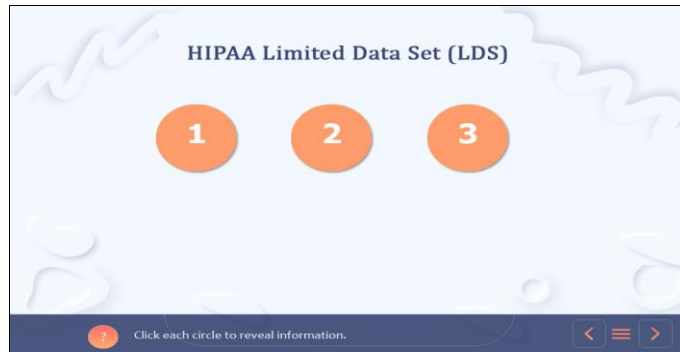 HIPAA Limited Data Set (LDS)
1 2 3
? Click each circle to reveal information.